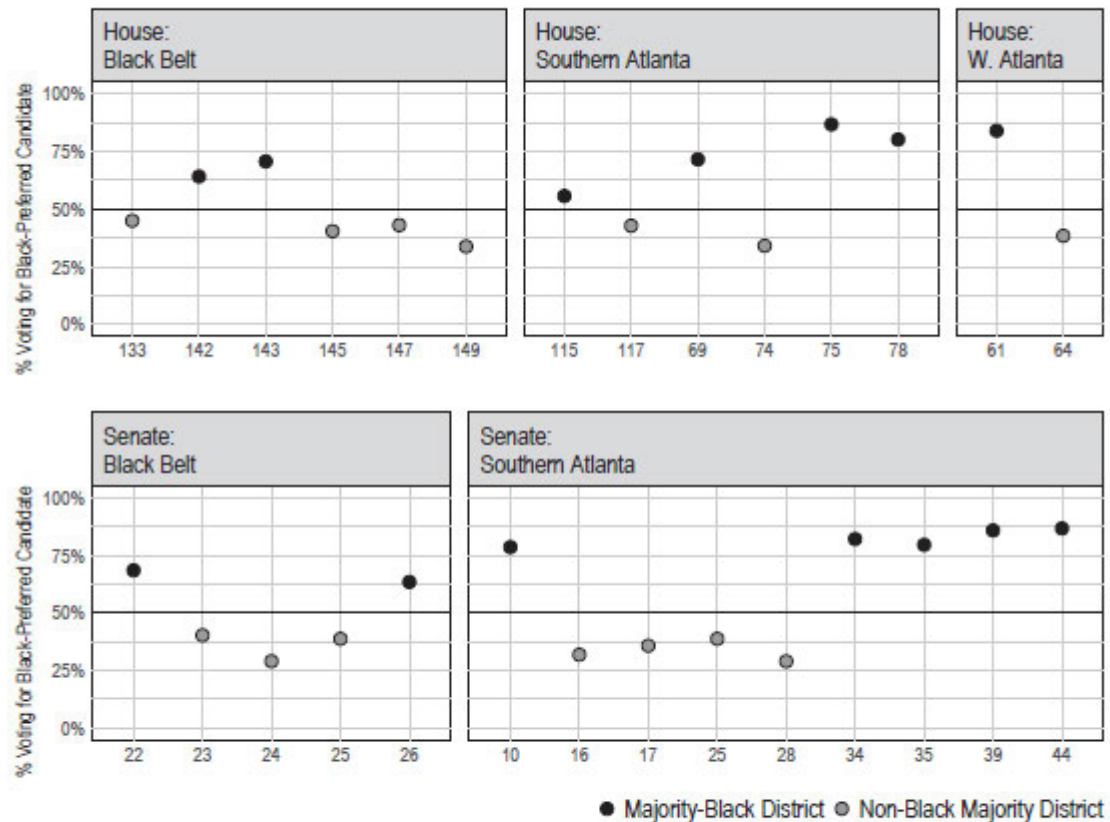 House:
Black Belt
House:
Southern Atlanta
House:
W. Atlanta
% Voting for Black-Preferred Candidate
100%
75%
50%
25%
0%
133 142 143 145 147 149
115 117 69 74 75 78
61 64
Senate:
Black Belt
Senate:
Southern Atlanta
% Voting for Black-Preferred Candidate
100%
75%
50%
25%
0%
22 23 24 25 26
10 16 17 25 28 34 35 39 44
Majority-Black District Non-Black Majority District